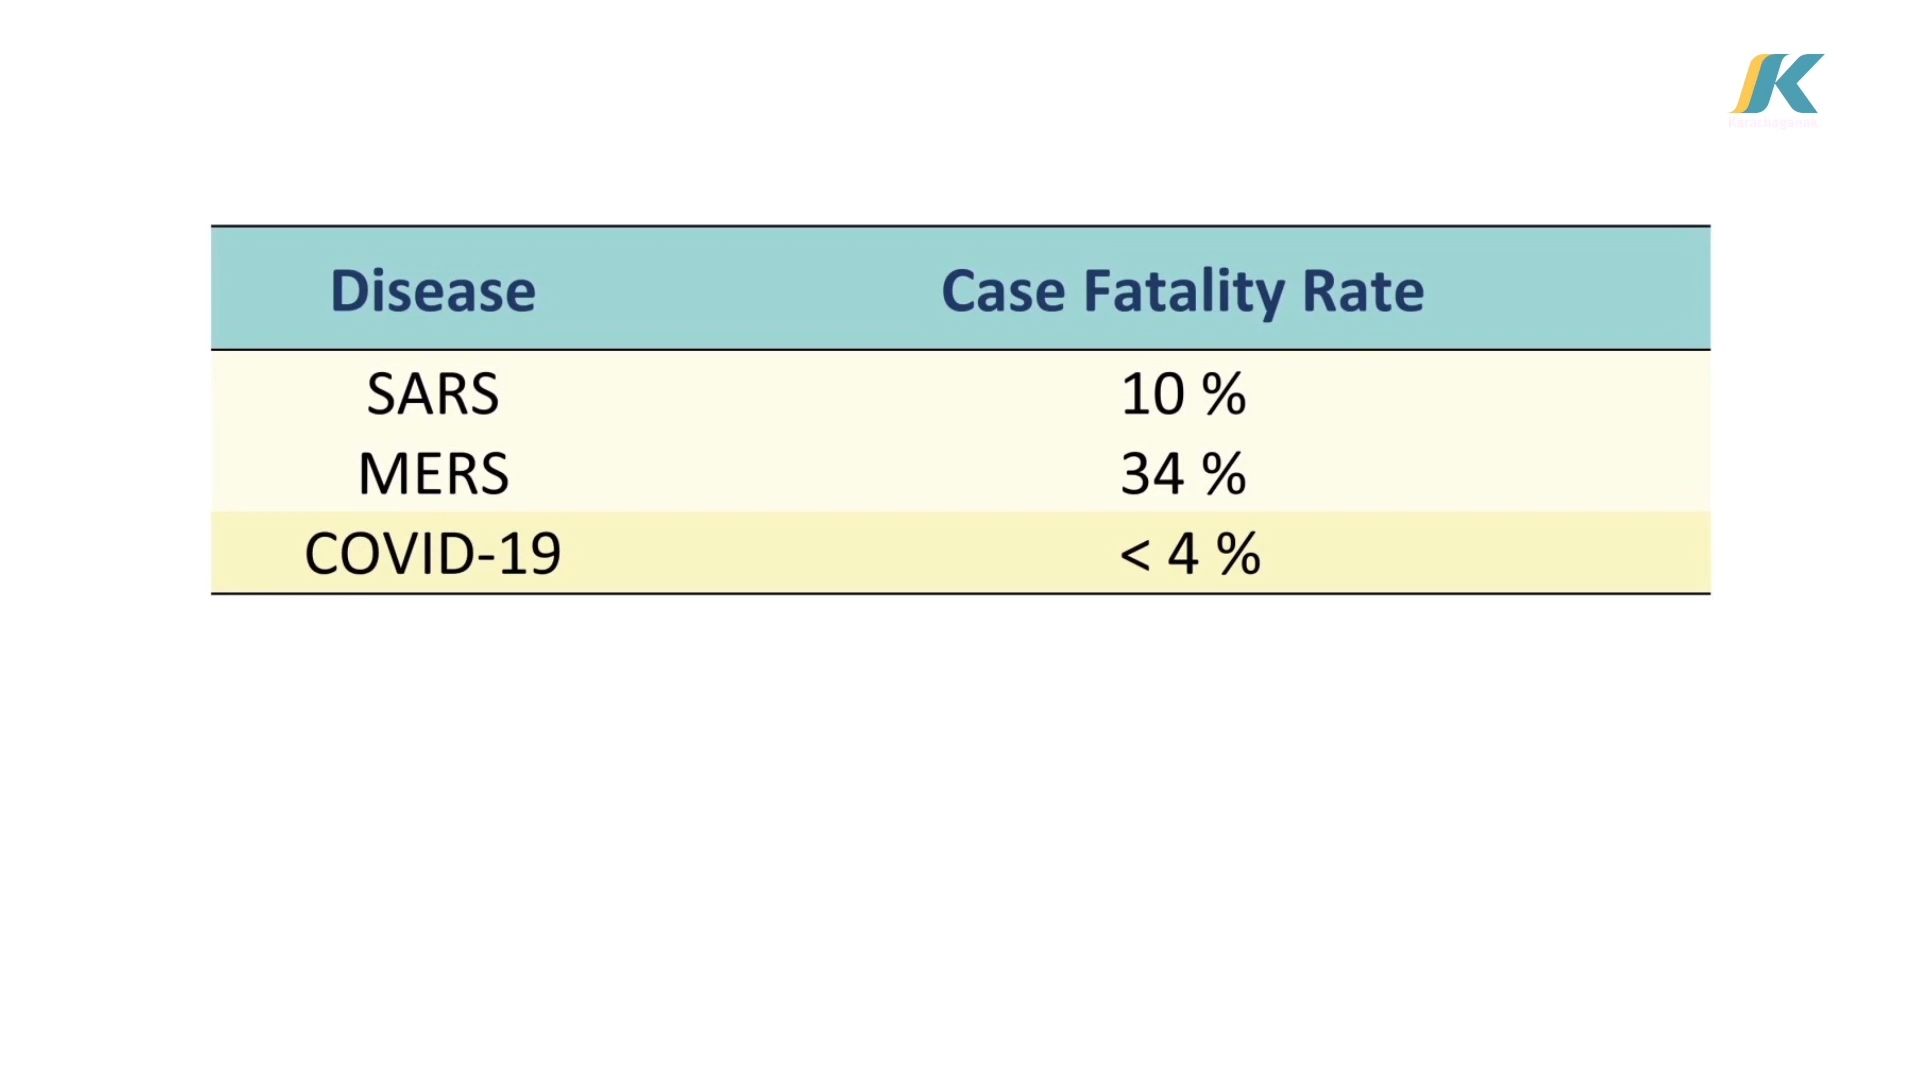 Disease Case Fatality Rate
SARS 10 %
MERS 34 %
COVID-19 < 4 %